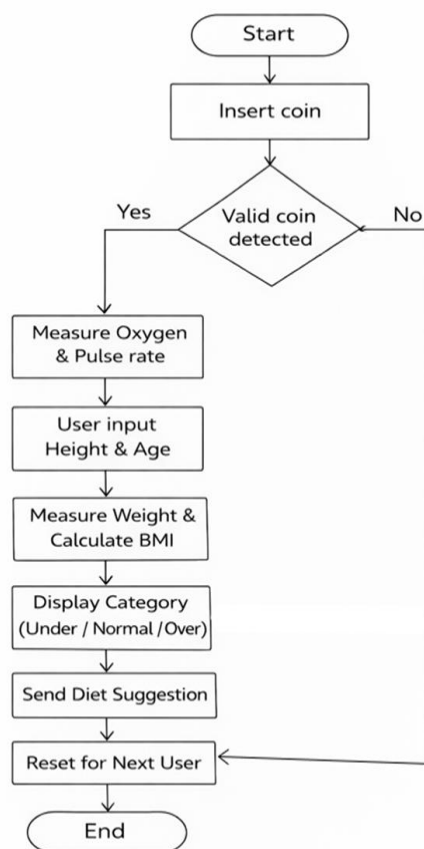 Start
Insert coin
Valid coin
detected
Yes
No
Measure Oxygen
& Pulse rate
User input
Height & Age
Measure Weight &
Calculate BMI
Display Category
(Under / Normal /Over)
Send Diet Suggestion
Reset for Next User
End